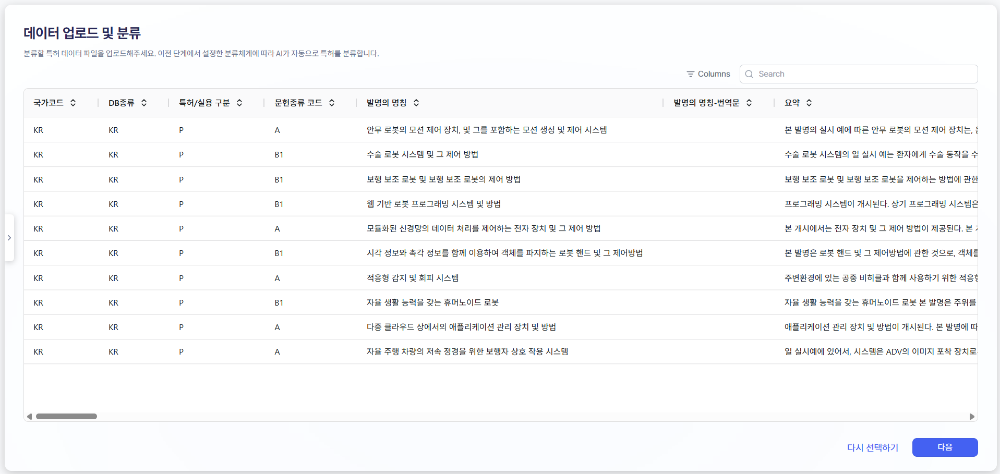 데이터 업로드 및 분류
분류할 특허 데이터 파일을 업로드해주세요. 이전 단계에서 설정한 분류체계에 따라 AI가 자동으로 특허를 분류합니다.
Columns Search
국가코드 DB종류 특허/실용 구분 문헌종류 코드 발명의 명칭 발명의 명칭-번역문 요약
KR KR P A 안무 로봇의 모션 제어 장치, 및 그를 포함하는 모션 생성 및 제어 시스템 본 발명의 실시 예에 따른 안무 로봇의 모션 제어 장치는,
KR KR P B1 수술 로봇 시스템 및 그 제어 방법 수술 로봇 시스템의 일 실시 예는 환자에게 수술 동작을 수
KR KR P B1 보행 보조 로봇 및 보행 보조 로봇의 제어 방법 보행 보조 로봇 및 보행 보조 로봇을 제어하는 방법에 관한
KR KR P B1 웹 기반 로봇 프로그래밍 시스템 및 방법 프로그래밍 시스템이 개시된다. 상기 프로그래밍 시스템은
KR KR P A 모듈화된 신경망의 데이터 처리를 제어하는 전자 장치 및 그 제어 방법 본 개시에서는 전자 장치 및 그 제어 방법이 제공된다. 본
KR KR P B1 시각 정보와 촉각 정보를 함께 이용하여 객체를 파지하는 로봇 핸드 및 그 제어방법 본 발명은 로봇 핸드 및 그 제어방법에 관한 것으로, 객체를
KR KR P A 적응형 감지 및 회피 시스템 주변환경에 있는 공중 비히클과 함께 사용하기 위한 적응형
KR KR P B1 자율 생활 능력을 갖는 휴머노이드 로봇 자율 생활 능력을 갖는 휴머노이드 로봇 본 발명은 주위를
KR KR P A 다중 클라우드 상에서의 애플리케이션 관리 장치 및 방법 애플리케이션 관리 장치 및 방법이 개시된다. 본 발명에 따
KR KR P A 자율 주행 차량의 저속 정경을 위한 보행자 상호 작용 시스템 일 실시예에 있어서, 시스템은 ADV의 이미지 포착 장치로
다시 선택하기 다음